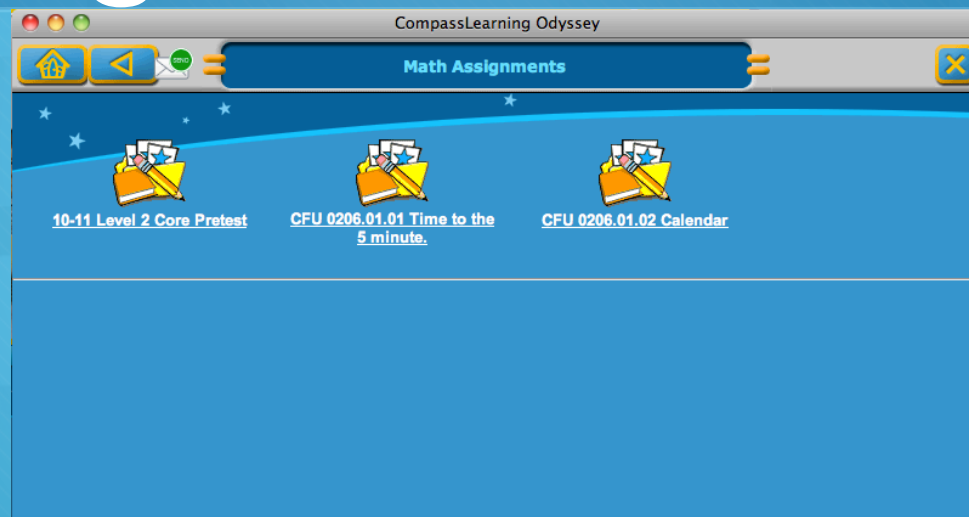 CompassLearning Odyssey
SEND
Math Assignments
10-11 Level 2 Core Pretest
CFU 0206.01.01 Time to the
5 minute.
CFU 0206.01.02 Calendar